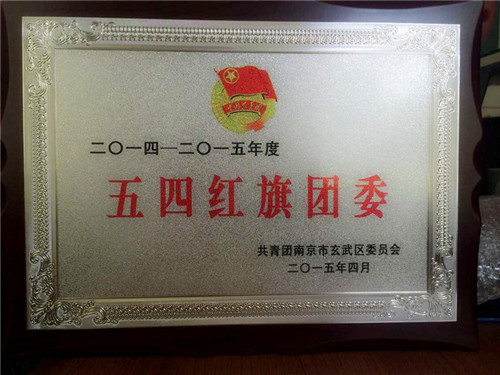 二〇一四—二〇一五年度
五四红旗团委
共青团南京市玄武区委员会
二〇一五年四月